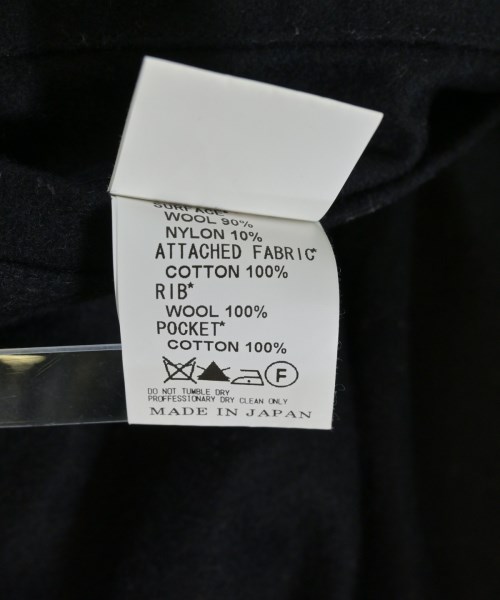 SURFACE*
WOOL 90%
NYLON 10%
ATTACHED FABRIC*
COTTON 100%
RIB*
WOOL 100%
POCKET*
COTTON 100%
F
DO NOT TUMBLE DRY
PROFFESSIONARY DRY CLEAN ONLY
MADE IN JAPAN